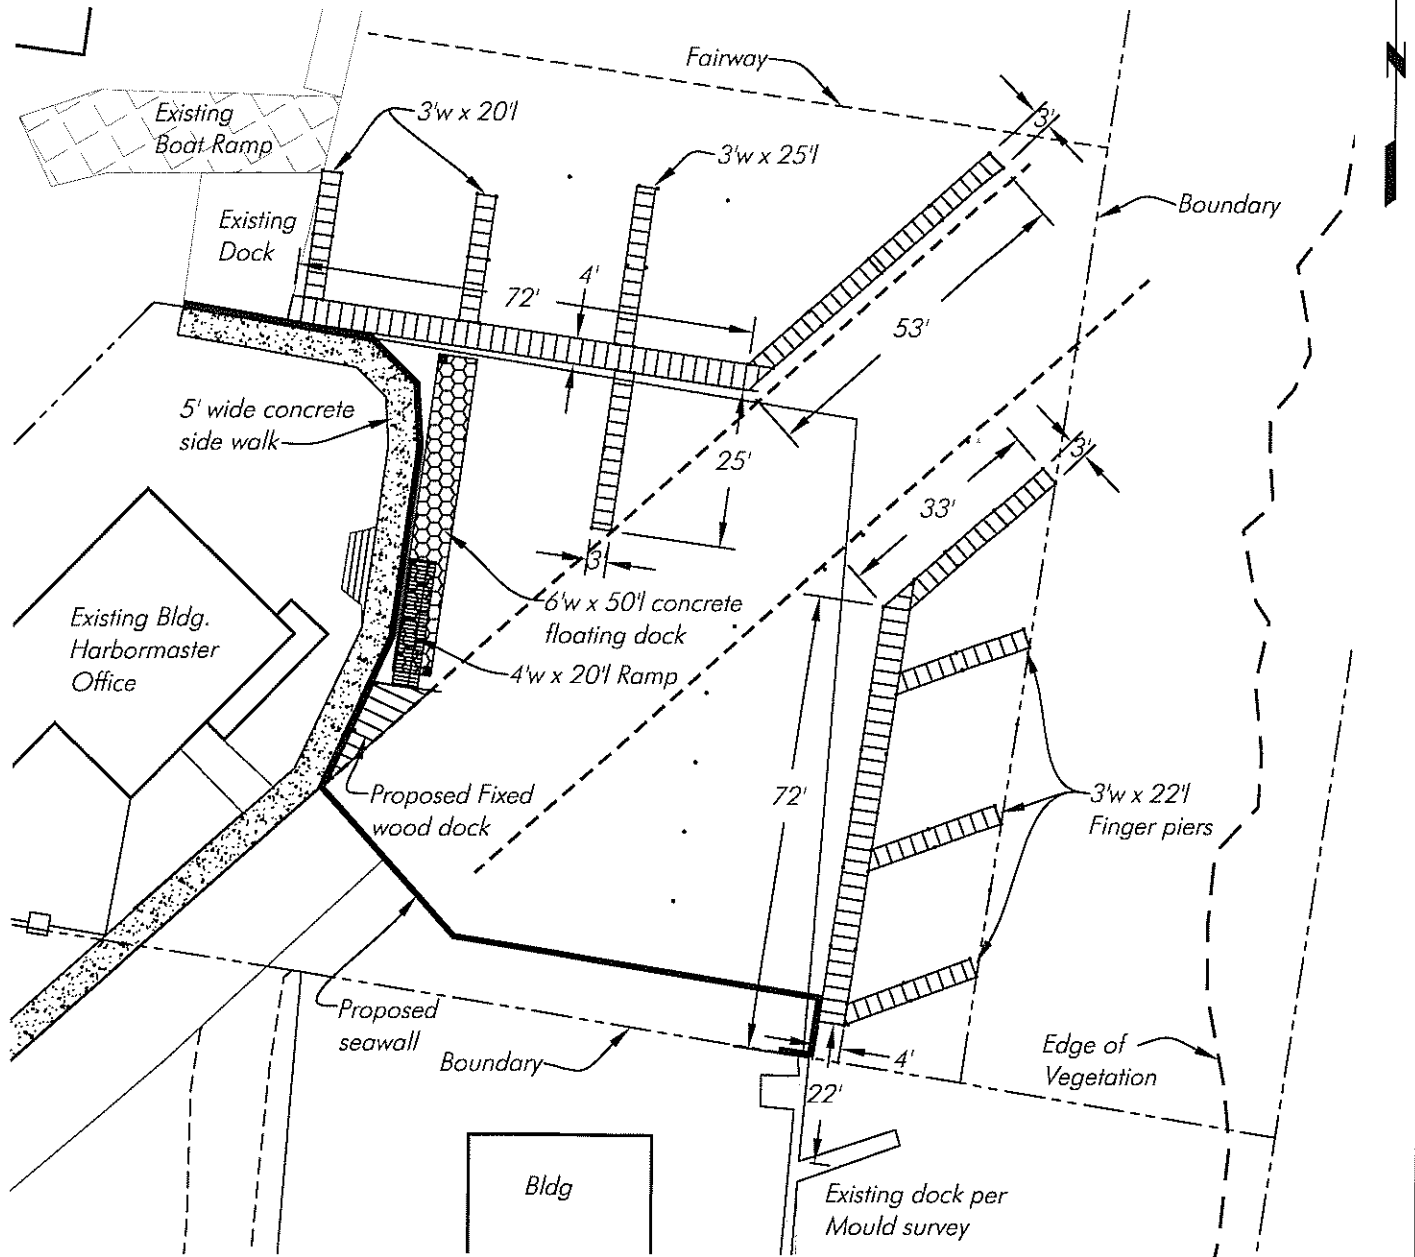 Fairway
N
3'
Existing
Boat Ramp
3'w x 20'l
3'w x 25'l
Boundary
Existing
Dock
4'
72'
53'
5' wide concrete
side walk
25'
3'
33'
3'
6'w x 50'l concrete
floating dock
Existing Bldg.
Harbormaster
Office
4'w x 20'l Ramp
72'
Proposed Fixed
wood dock
3'w x 22'l
Finger piers
Proposed
seawall
Boundary
4'
Edge of
Vegetation
22'
Bldg
Existing dock per
Mould survey